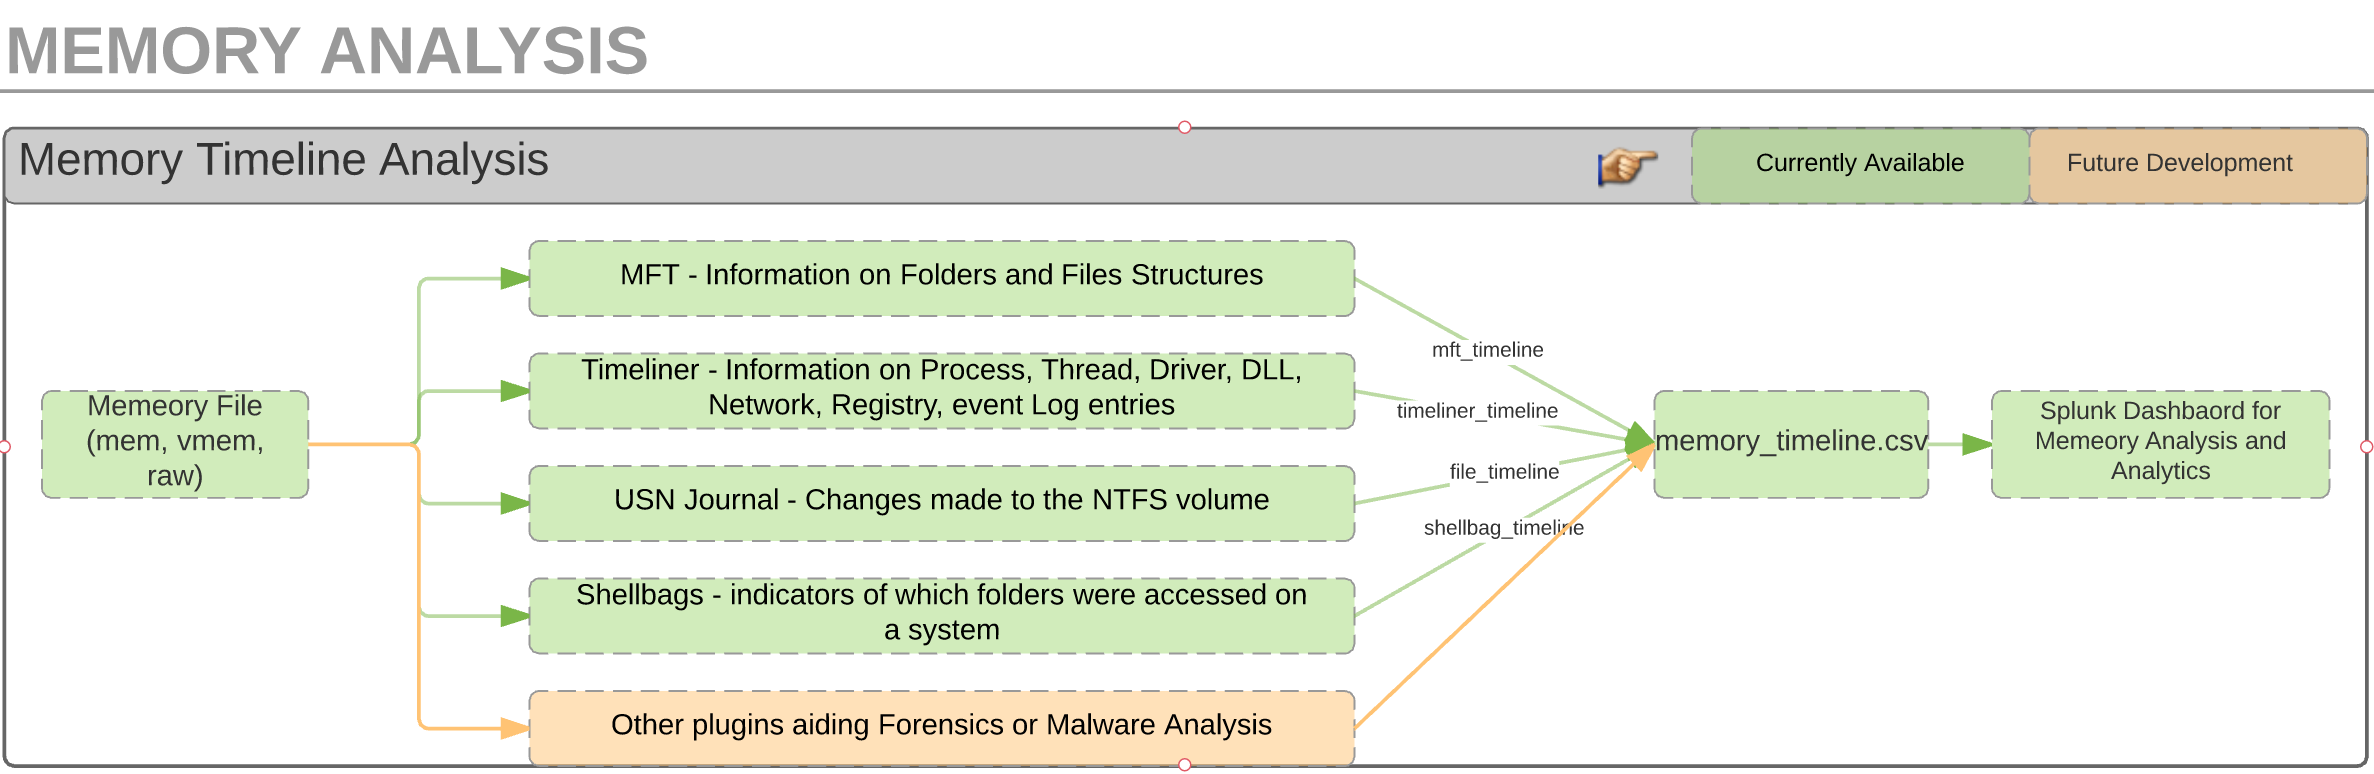 MEMORY ANALYSIS
Memory Timeline Analysis
Currently Available
Future Development
MFT - Information on Folders and Files Structures
Timeliner - Information on Process, Thread, Driver, DLL,
Network, Registry, event Log entries
Memeory File
(mem, vmem,
raw)
USN Journal - Changes made to the NTFS volume
Shellbags - indicators of which folders were accessed on
a system
Other plugins aiding Forensics or Malware Analysis
mft_timeline
timeliner_timeline
file_timeline
shellbag_timeline
memory_timeline.csv
Splunk Dashbaord for
Memeory Analysis and
Analytics